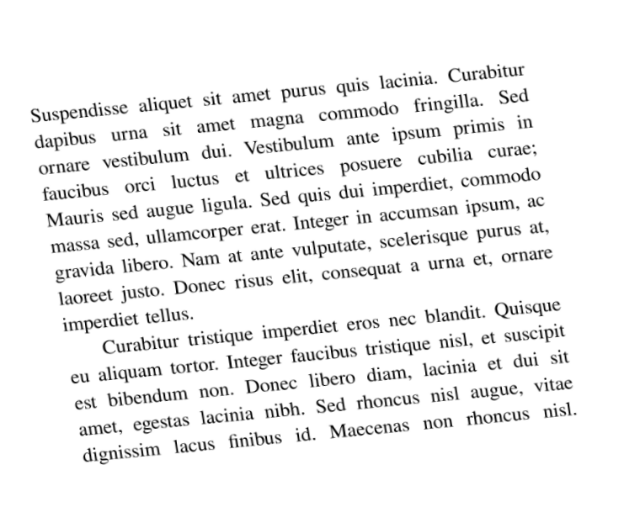 Suspendisse aliquet sit amet purus quis lacinia. Curabitur
dapibus urna sit amet magna commodo fringilla. Sed
ornare vestibulum dui. Vestibulum ante ipsum primis in
faucibus orci luctus et ultrices posuere cubilia curae;
Mauris sed augue ligula. Sed quis dui imperdiet, commodo
massa sed, ullamcorper erat. Integer in accumsan ipsum, ac
gravida libero. Nam at ante vulputate, scelerisque purus at,
laoreet justo. Donec risus elit, consequat a urna et, ornare
imperdiet tellus.
Curabitur tristique imperdiet eros nec blandit. Quisque
eu aliquam tortor. Integer faucibus tristique nisl, et suscipit
est bibendum non. Donec libero diam, lacinia et dui sit
amet, egestas lacinia nibh. Sed rhoncus nisl augue, vitae
dignissim lacus finibus id. Maecenas non rhoncus nisl.